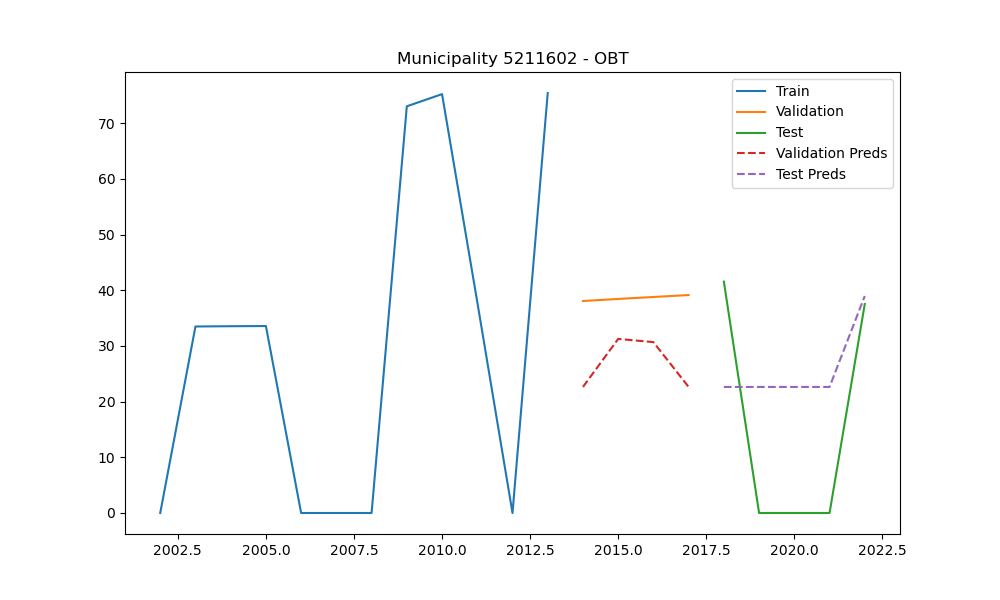 Municipality 5211602 - OBT
Train
Validation
Test
Validation Preds
Test Preds
70
60
50
40
30
20
10
0
2002.5 2005.0 2007.5 2010.0 2012.5 2015.0 2017.5 2020.0 2022.5